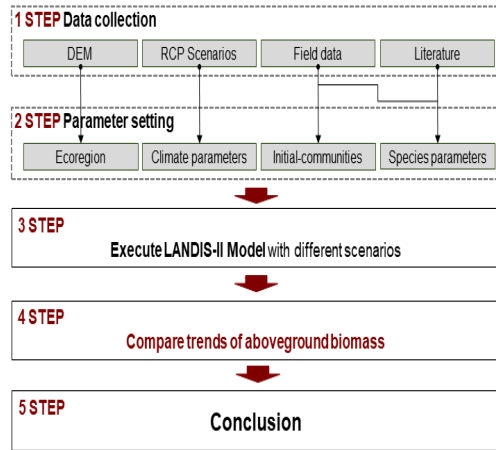 1 STEP Data collection
DEM
RCP Scenarios
Field data
Literature
2 STEP Parameter setting
Ecoregion
Climate parameters
Initial-communities
Species parameters
3 STEP
Execute LANDIS-II Model with different scenarios
4 STEP
Compare trends of aboveground biomass
5 STEP
Conclusion